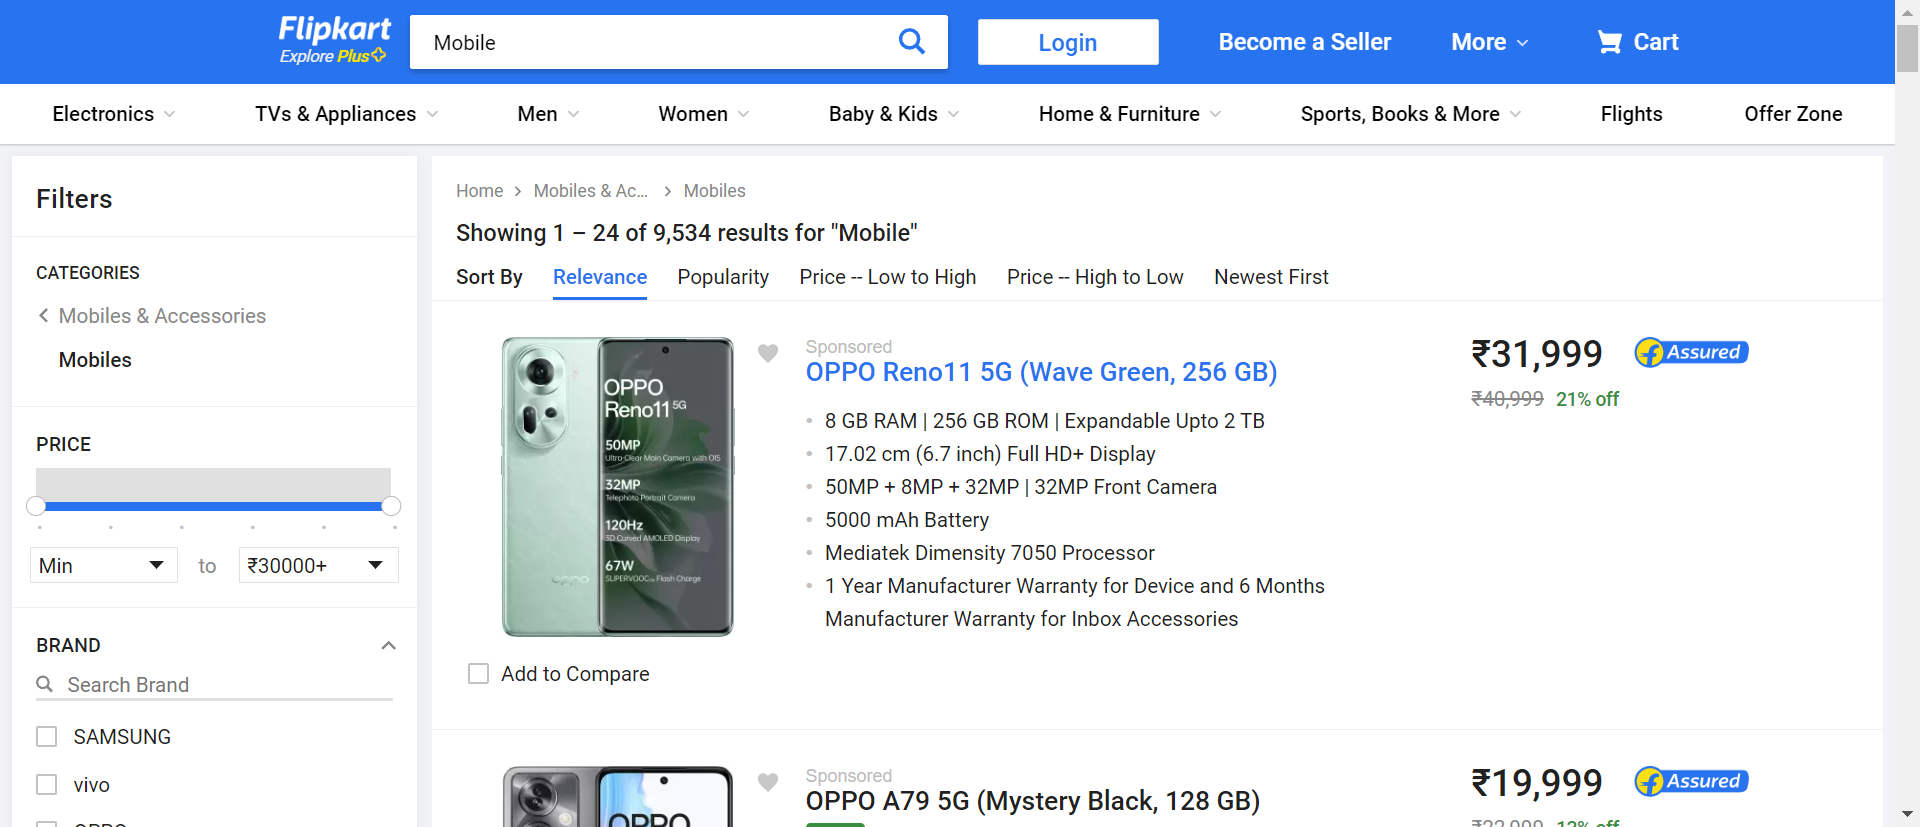 Flipkart
Explore Plus
Mobile
Login
Become a Seller
More
Cart
Electronics
TVs & Appliances
Men
Women
Baby & Kids
Home & Furniture
Sports, Books & More
Flights
Offer Zone
Filters
CATEGORIES
Mobiles & Accessories
Mobiles
PRICE
Min
to
₹30000+
BRAND
Search Brand
SAMSUNG
vivo
OPPO
Home
Mobiles & Ac...
Mobiles
Showing 1 – 24 of 9,534 results for "Mobile"
Sort By
Relevance
Popularity
Price -- Low to High
Price -- High to Low
Newest First
OPPO
Reno11 5G
50MP
Ultra-Clear Main Camera with OIS
32MP
Telephoto Portrait Camera
120Hz
3D Curved AMOLED Display
67W
SUPERVOOC Flash Charge
oppo
Add to Compare
Sponsored
OPPO Reno11 5G (Wave Green, 256 GB)
8 GB RAM | 256 GB ROM | Expandable Upto 2 TB
17.02 cm (6.7 inch) Full HD+ Display
50MP + 8MP + 32MP | 32MP Front Camera
5000 mAh Battery
Mediatek Dimensity 7050 Processor
1 Year Manufacturer Warranty for Device and 6 Months
Manufacturer Warranty for Inbox Accessories
₹31,999
Assured
₹40,999 21% off
OPPO
Sponsored
OPPO A79 5G (Mystery Black, 128 GB)
₹19,999
Assured
₹22,999 13% off